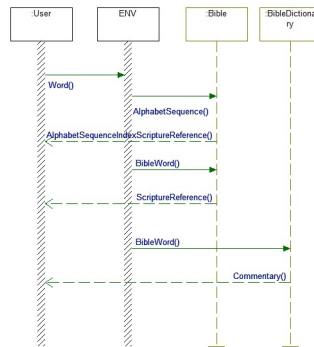 :User
ENV
:Bible
:BibleDictiona
ry
Word()
AlphabetSequence()
AlphabetSequenceIndexScriptureReference()
BibleWord()
ScriptureReference()
BibleWord()
Commentary()